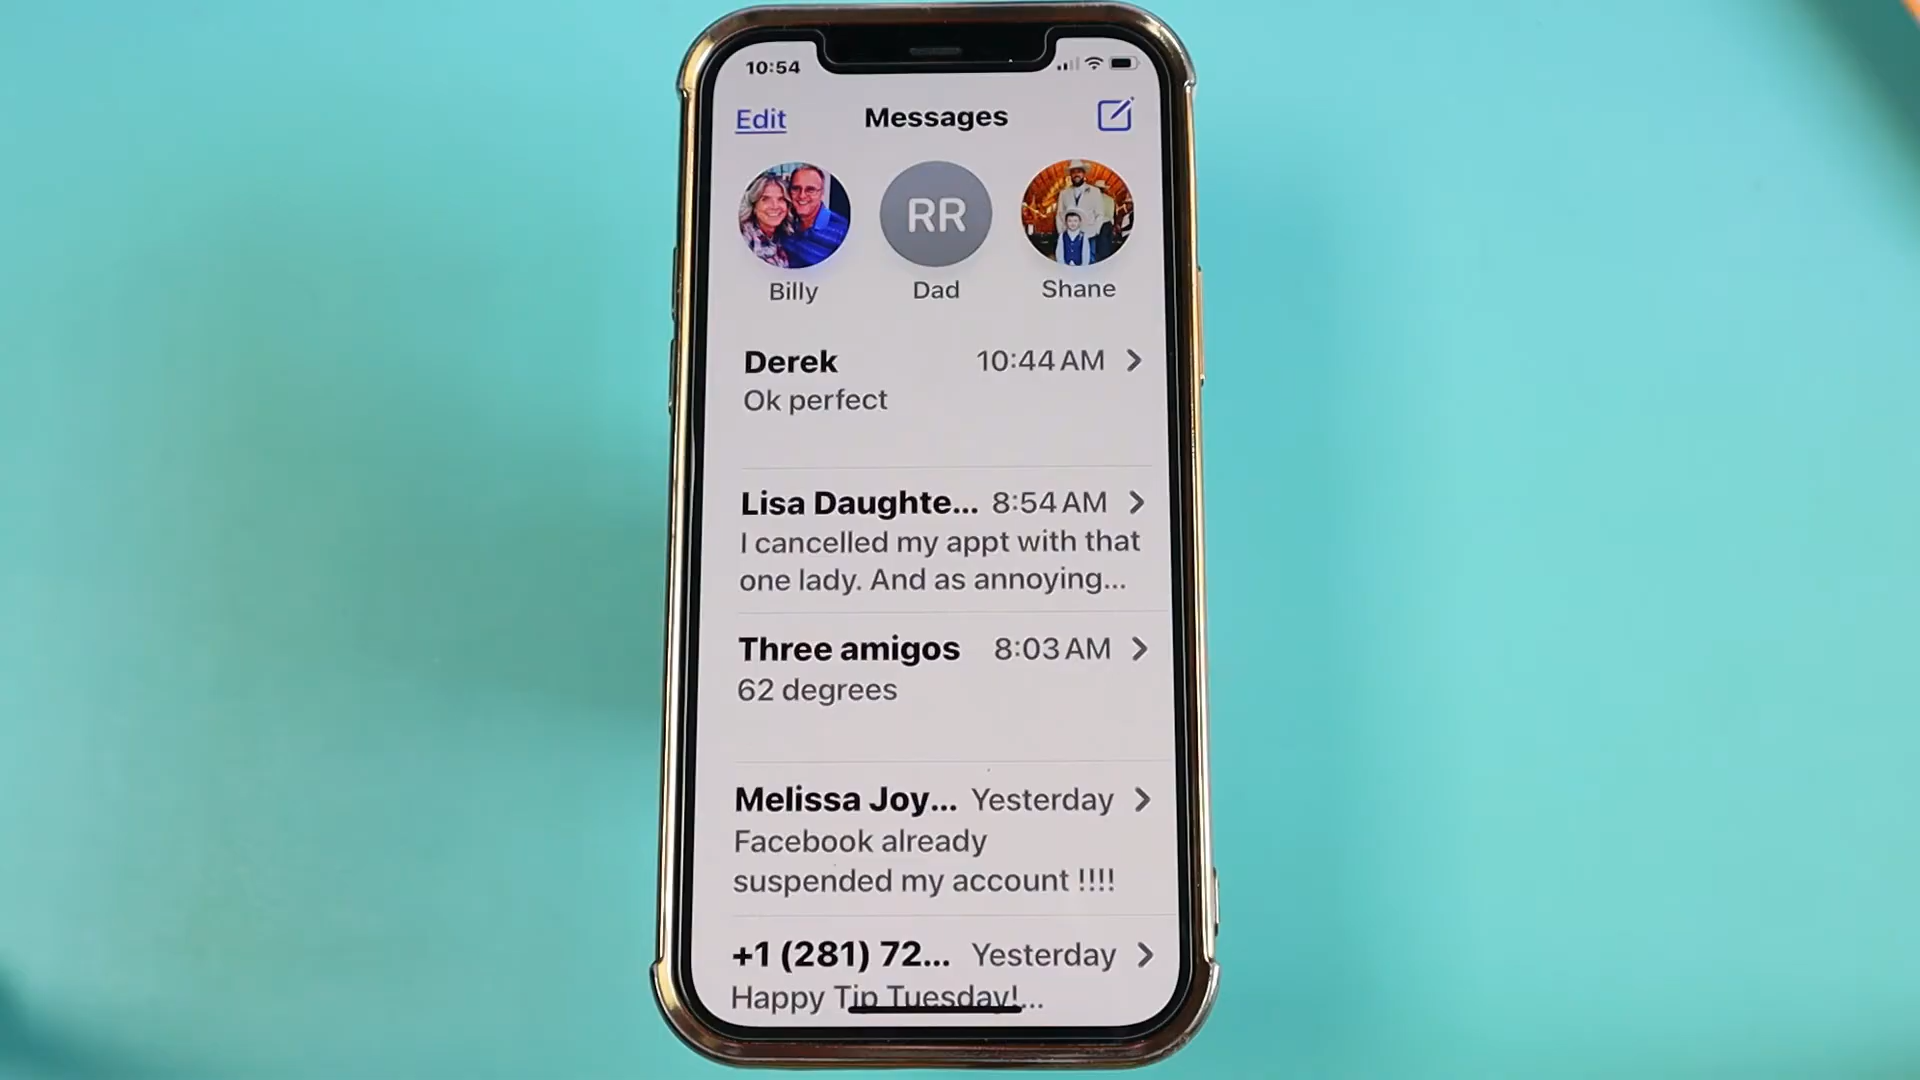 10:54
Edit
Messages
RR
Billy
Dad
Shane
Derek 10:44 AM
Ok perfect
Lisa Daughte... 8:54 AM
I cancelled my appt with that
one lady. And as annoying...
Three amigos 8:03 AM
62 degrees
Melissa Joy... Yesterday
Facebook already
suspended my account !!!!
+1 (281) 72... Yesterday
Happy Tip Tuesday!...